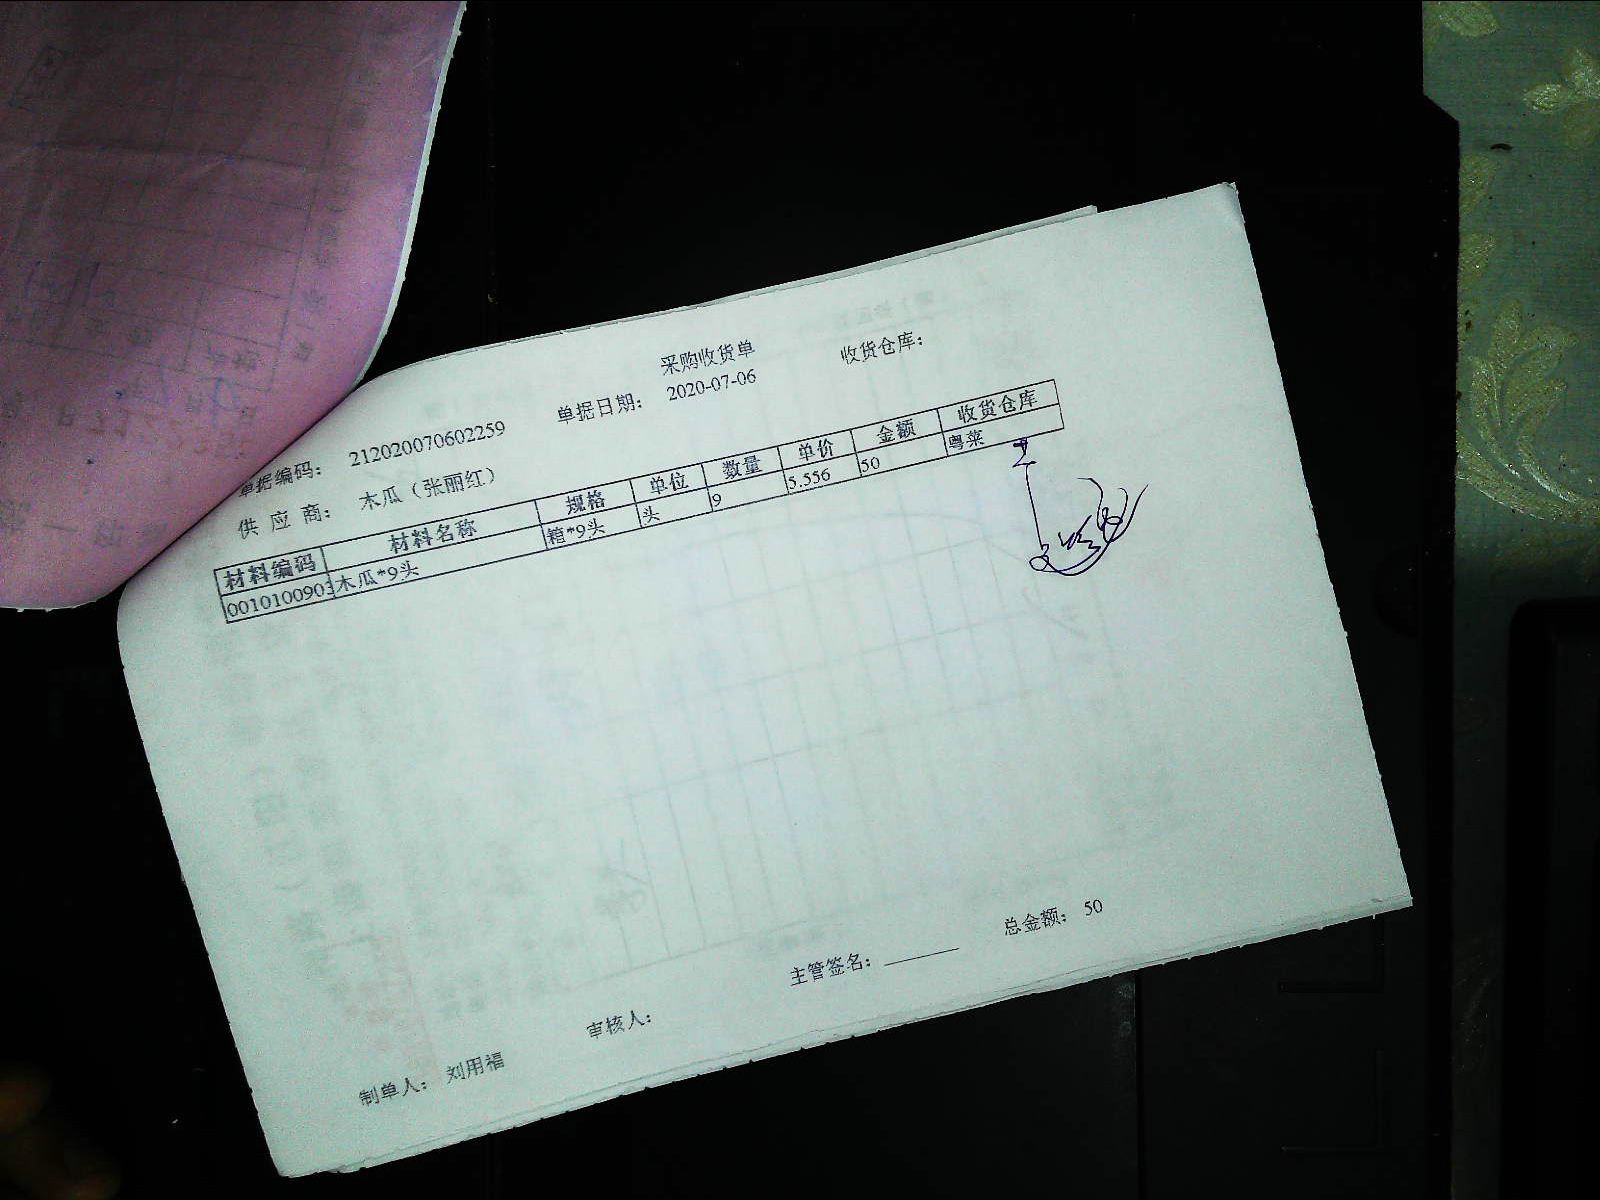 采购收货单
单据编码： 212020070602259 单据日期： 2020-07-06 收货仓库：
供 应 商： 木瓜（张丽红）
材料编码 材料名称 规格 单位 数量 单价 金额 收货仓库
0010100903 木瓜*9头 箱*9头 头 9 5.556 50 粤菜
制单人： 刘用福 审核人： 主管签名： 总金额： 50